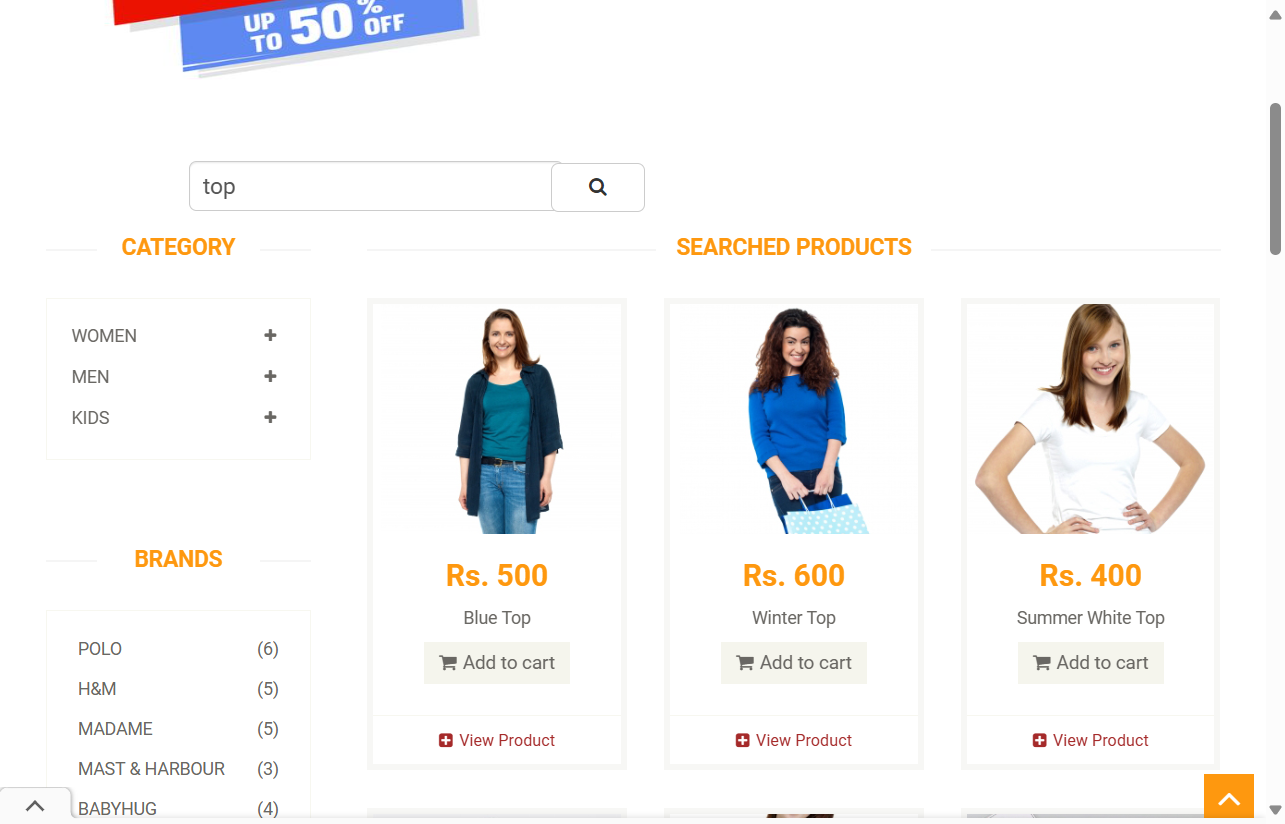 UP TO 50% OFF
top
CATEGORY
SEARCHED PRODUCTS
WOMEN
MEN
KIDS
BRANDS
POLO (6)
H&M (5)
MADAME (5)
MAST & HARBOUR (3)
BABYHUG (4)
Rs. 500
Blue Top
Add to cart
View Product
Rs. 600
Winter Top
Add to cart
View Product
Rs. 400
Summer White Top
Add to cart
View Product